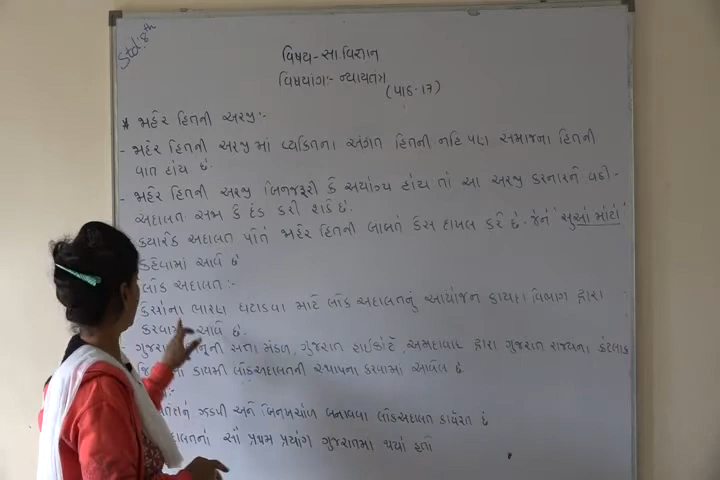 Std:8th
વિષય-સા.વિજ્ઞાન
વિષયાંગ:- ન્યાયતંત્ર
(પાઠ-17)
* જાહેર હિતની અરજી:-
- જાહેર હિતની અરજીમાં વ્યક્તિના અંગત હિતની નહિ પણ સમાજના હિતની
વાત હોય છે.
- જાહેર હિતની અરજી બિનજરૂરી કે અયોગ્ય હોય તો આ અરજી કરનારને
અદાલત સજા કે દંડ કરી શકે છે.
ક્યારેક અદાલત પોતે જાહેર હિતની બાબતે કેસ દાખલ કરે છે. જેને 'સુઓ મોટો'
કહેવામાં આવે છે
લોક અદાલત:-
કેસોના ભારણ ઘટાડવા માટે લોક અદાલતનું આયોજન કાયદા વિભાગ દ્વારા
કરવામાં આવે છે.
- ગુજરાત સત્તા મંડળ, ગુજરાત હાઈકોર્ટ, અમદાવાદ દ્વારા ગુજરાત રાજ્યના કેટલાક
કાયમી લોકઅદાલતની સ્થાપના કરવામાં આવેલ છે.
ઝડપી અને બિનખર્ચાળ બનાવવા લોકઅદાલત કાર્યરત છે
સૌ પ્રથમ પ્રયોગ ગુજરાતમા થયો હતો